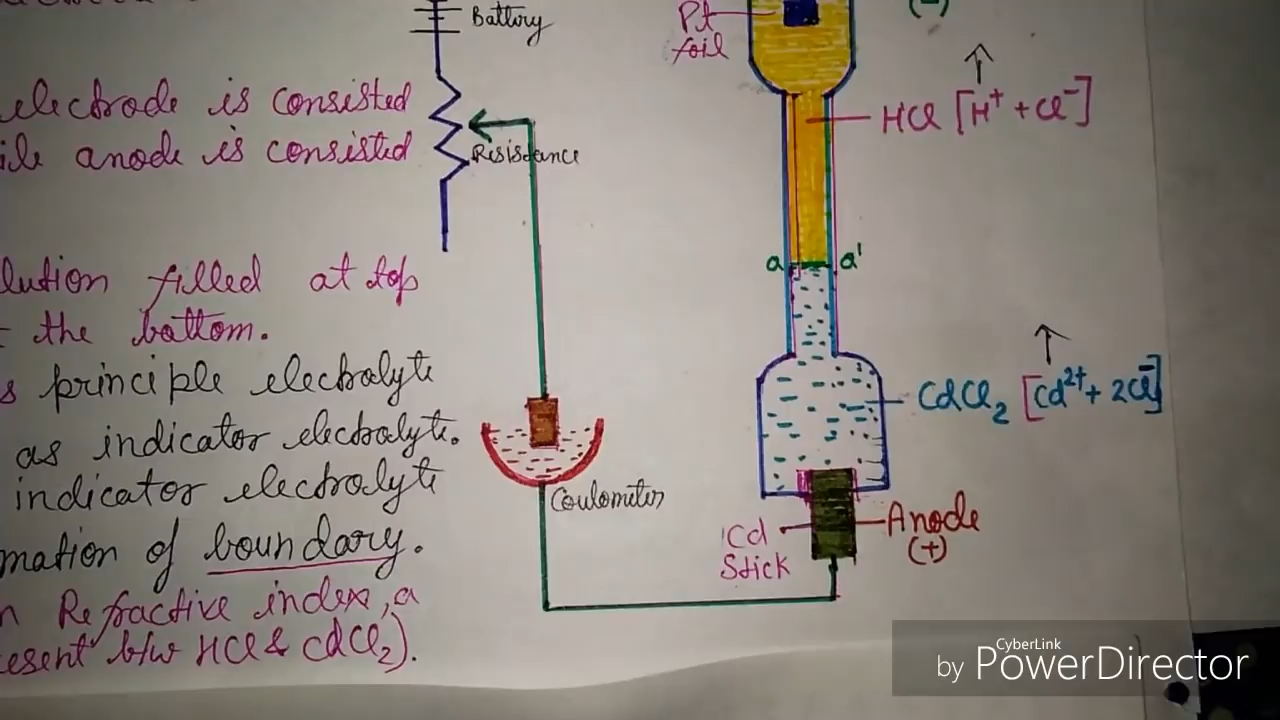 electrode is consisted
ile anode is consisted
lution filled at top
the bottom.
s principle electrolyte
as indicator electrolyte.
indicator electrolyte
mation of boundary.
n Refractive index, a
esent b/w HCl & CdCl₂).
Battery
Resisdance
Coulometer
Pt
foil
(-)
HCl [H⁺ + Cl⁻]
a a'
CdCl₂ [Cd²⁺ + 2Cl⁻]
Cd
Stick
Anode
(+)
CyberLink
by PowerDirector